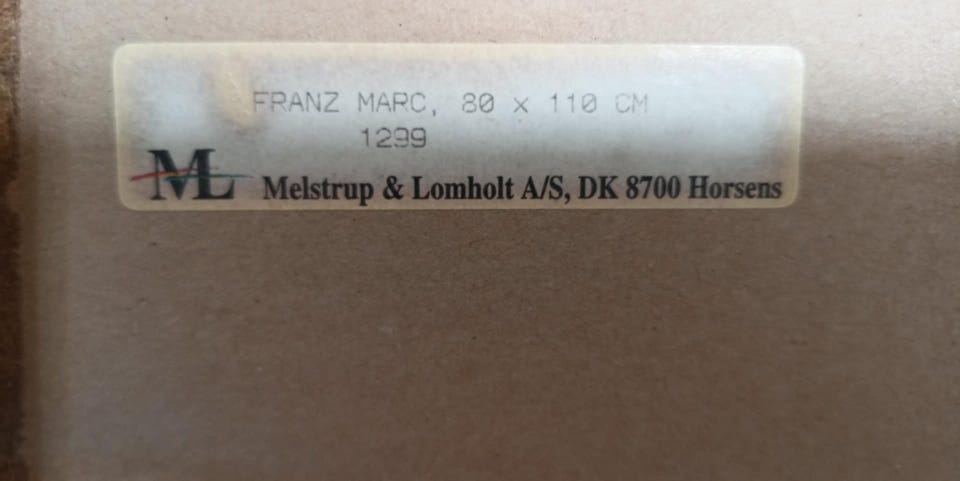 FRANZ MARC, 80 x 110 CM
1299
ML
Melstrup & Lomholt A/S, DK 8700 Horsens